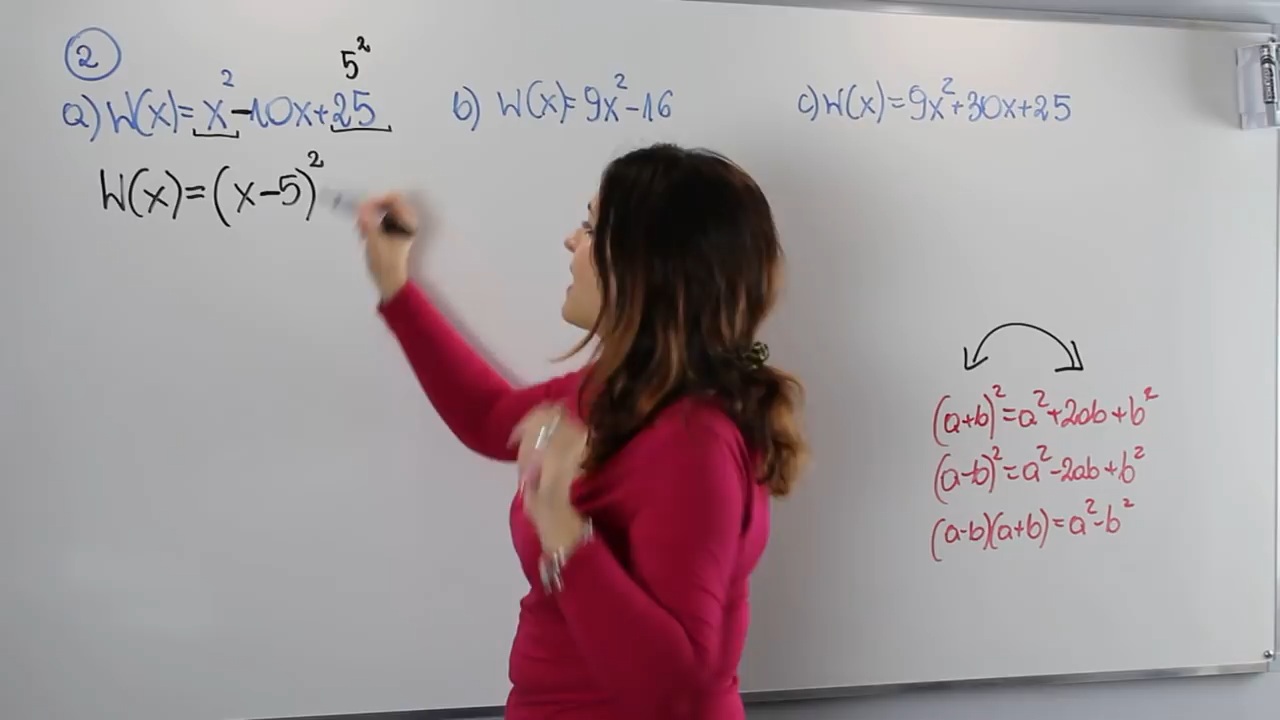 2
5²
a) W(x)= x²-10x+25
W(x)=(x-5)²
b) W(x)= 9x²-16
c) W(x)=9x²+30x+25
(a+b)²=a²+2ab+b²
(a-b)²=a²-2ab+b²
(a-b)(a+b)=a²-b²